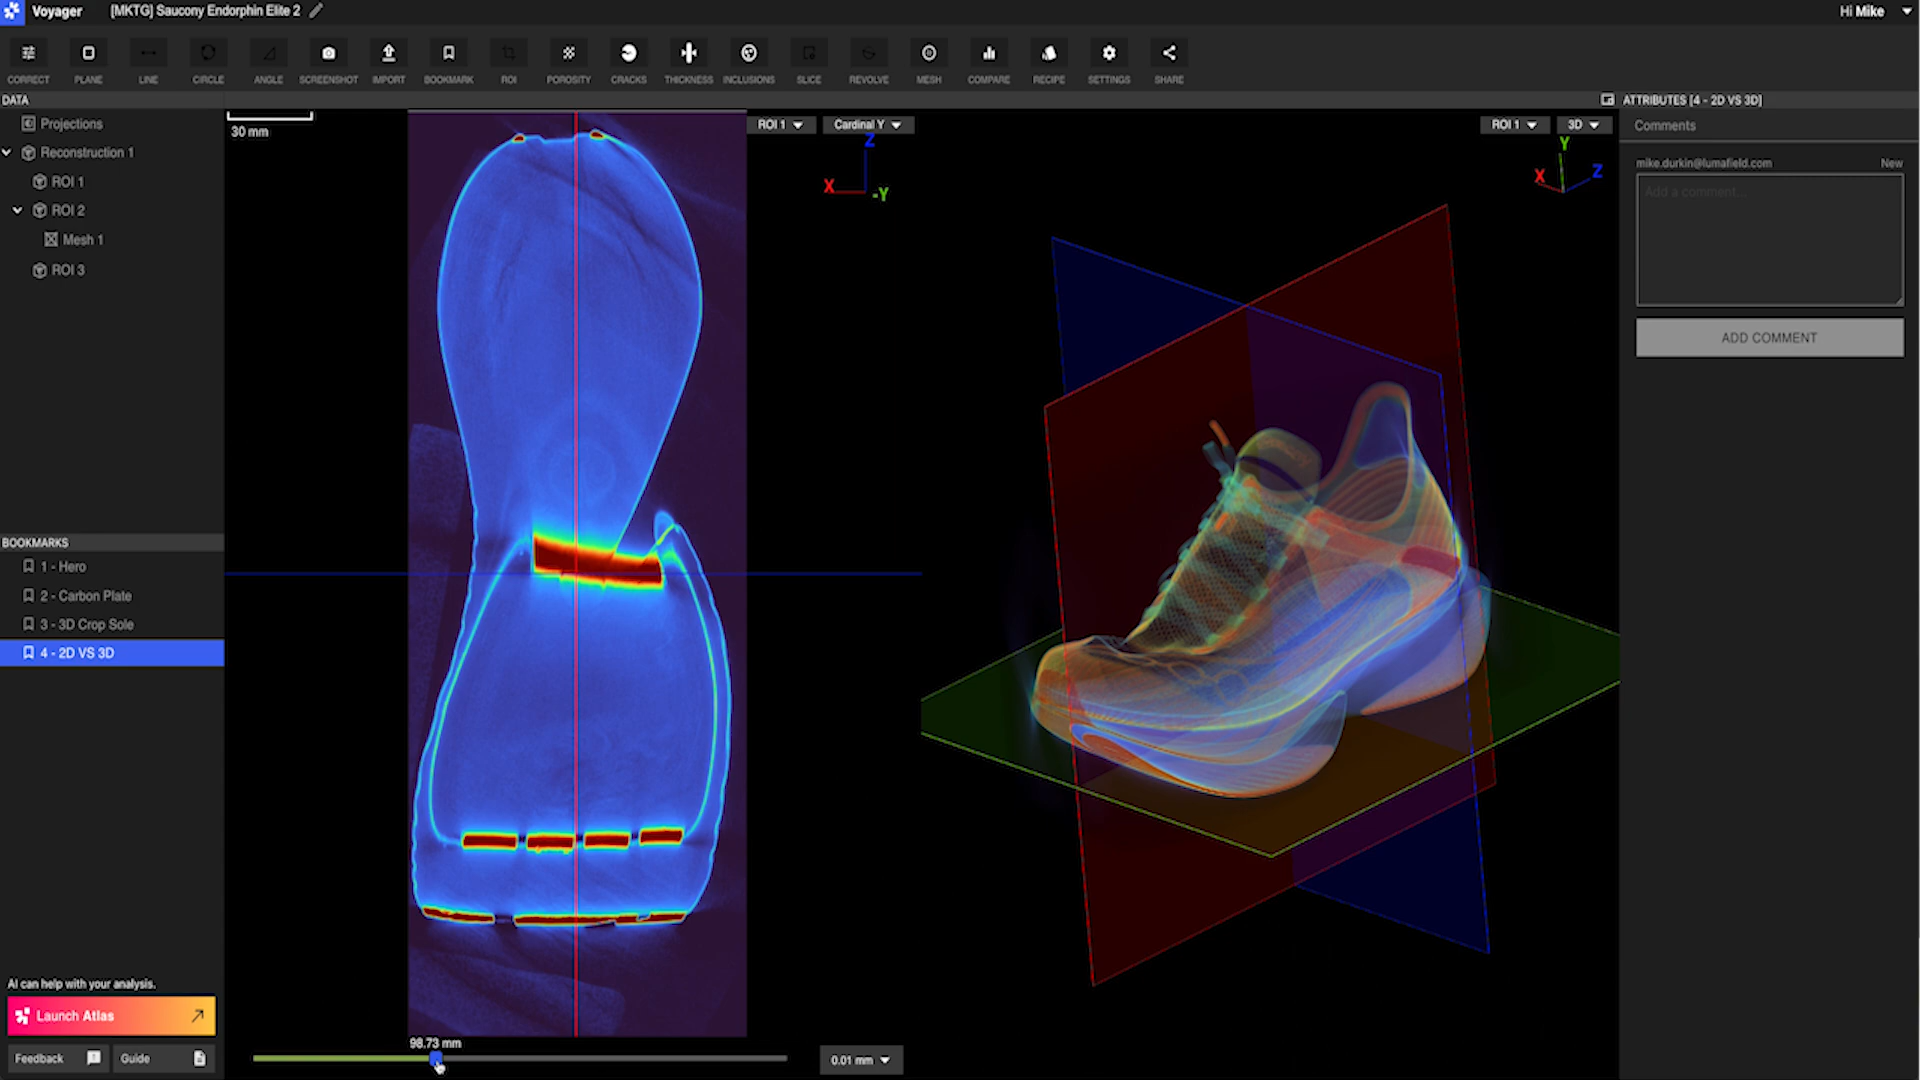 Voyager
[MKTG] Saucony Endorphin Elite 2
Hi Mike
CORRECT
PLANE
LINE
CIRCLE
ANGLE
SCREENSHOT
IMPORT
BOOKMARK
ROI
POROSITY
CRACKS
THICKNESS
INCLUSIONS
SLICE
REVOLVE
MESH
COMPARE
RECIPE
SETTINGS
SHARE
DATA
Projections
Reconstruction 1
ROI 1
ROI 2
Mesh 1
ROI 3
BOOKMARKS
1 - Hero
2 - Carbon Plate
3 - 3D Crop Sole
4 - 2D VS 3D
AI can help with your analysis.
Launch Atlas
Feedback
Guide
30 mm
ROI 1
Cardinal Y
Z
X
-Y
98.73 mm
0.01 mm
ROI 1
3D
Y
X
Z
ATTRIBUTES [4 - 2D VS 3D]
Comments
mike.durkin@lumafield.com
New
Add a comment...
ADD COMMENT